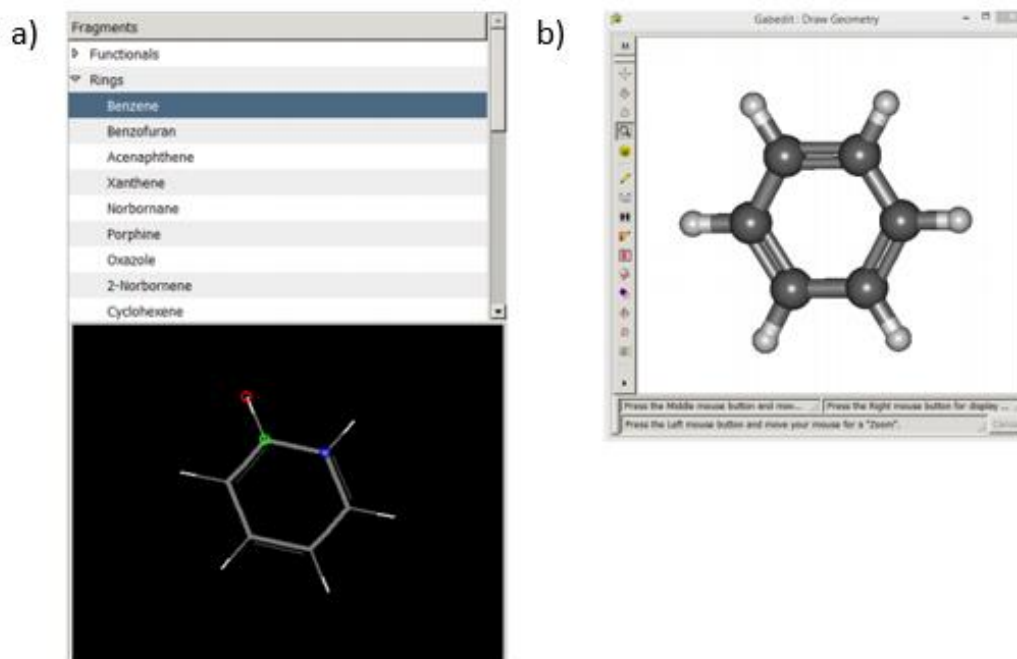 a)
Fragments
Functionals
Rings
Benzene
Benzofuran
Acenaphthene
Xanthene
Norbornane
Porphine
Oxazole
2-Norbornene
Cyclohexene
b)
Gabedit : Draw Geometry
M
Press the Middle mouse button and mov...
Press the Right mouse button for display ...
Press the Left mouse button and move your mouse for a "Zoom".